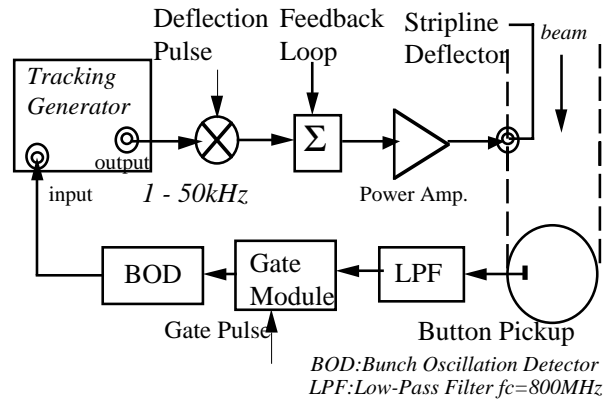 Deflection
Pulse
Feedback
Loop
Stripline
Deflector
beam
Tracking
Generator
output
input
1 - 50kHz
Σ
Power Amp.
BOD
Gate
Module
LPF
Gate Pulse
Button Pickup
BOD:Bunch Oscillation Detector
LPF:Low-Pass Filter fc=800MHz